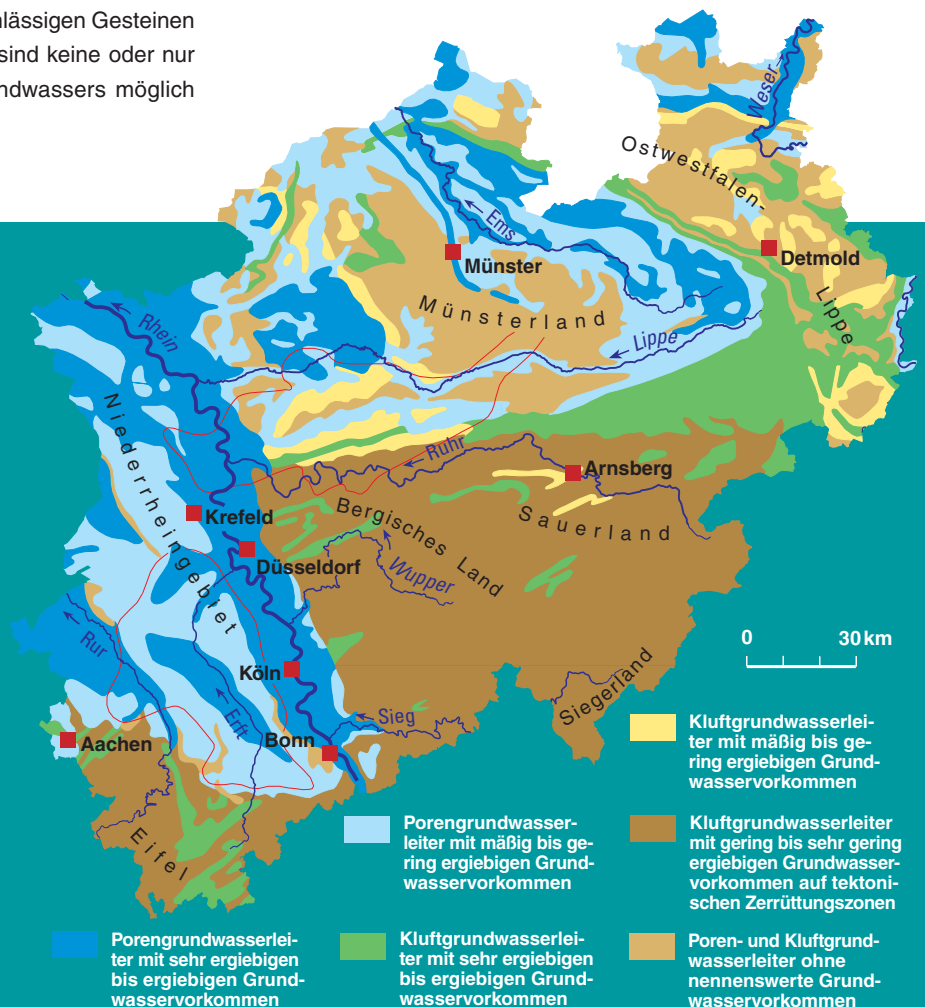 lässigen Gesteinen
sind keine oder nur
ndwassers möglich
Weser
Ostwestfalen-
Ems
Münster
Detmold
Münsterland
Lippe
Rhein
Lippe
Niederrheingebiet
Ruhr
Arnsberg
Krefeld
Bergisches Land
Sauerland
Düsseldorf
Wupper
0 30 km
Rur
Köln
Siegerland
Erft
Sieg
Aachen
Bonn
Eifel
Kluftgrundwasserlei-
ter mit mäßig bis ge-
ring ergiebigen Grund-
wasservorkommen
Porengrundwasser-
leiter mit mäßig bis ge-
ring ergiebigen Grund-
wasservorkommen
Kluftgrundwasserleiter
mit gering bis sehr gering
ergiebigen Grundwasser-
vorkommen auf tektoni-
schen Zerrüttungszonen
Porengrundwasserlei-
ter mit sehr ergiebigen
bis ergiebigen Grund-
wasservorkommen
Kluftgrundwasserlei-
ter mit sehr ergiebigen
bis ergiebigen Grund-
wasservorkommen
Poren- und Kluftgrund-
wasserleiter ohne
nennenswerte Grund-
wasservorkommen